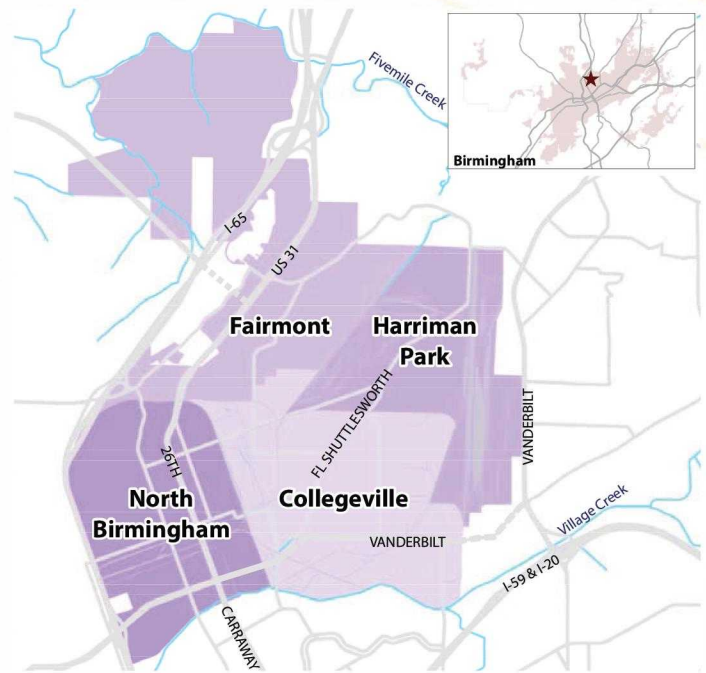 Fivemile Creek
Birmingham
I-65
US 31
Fairmont
Harriman
Park
FL SHUTTLESWORTH
VANDERBILT
26TH
North
Birmingham
Collegeville
Village Creek
VANDERBILT
I-59 & I-20
CARRAWAY